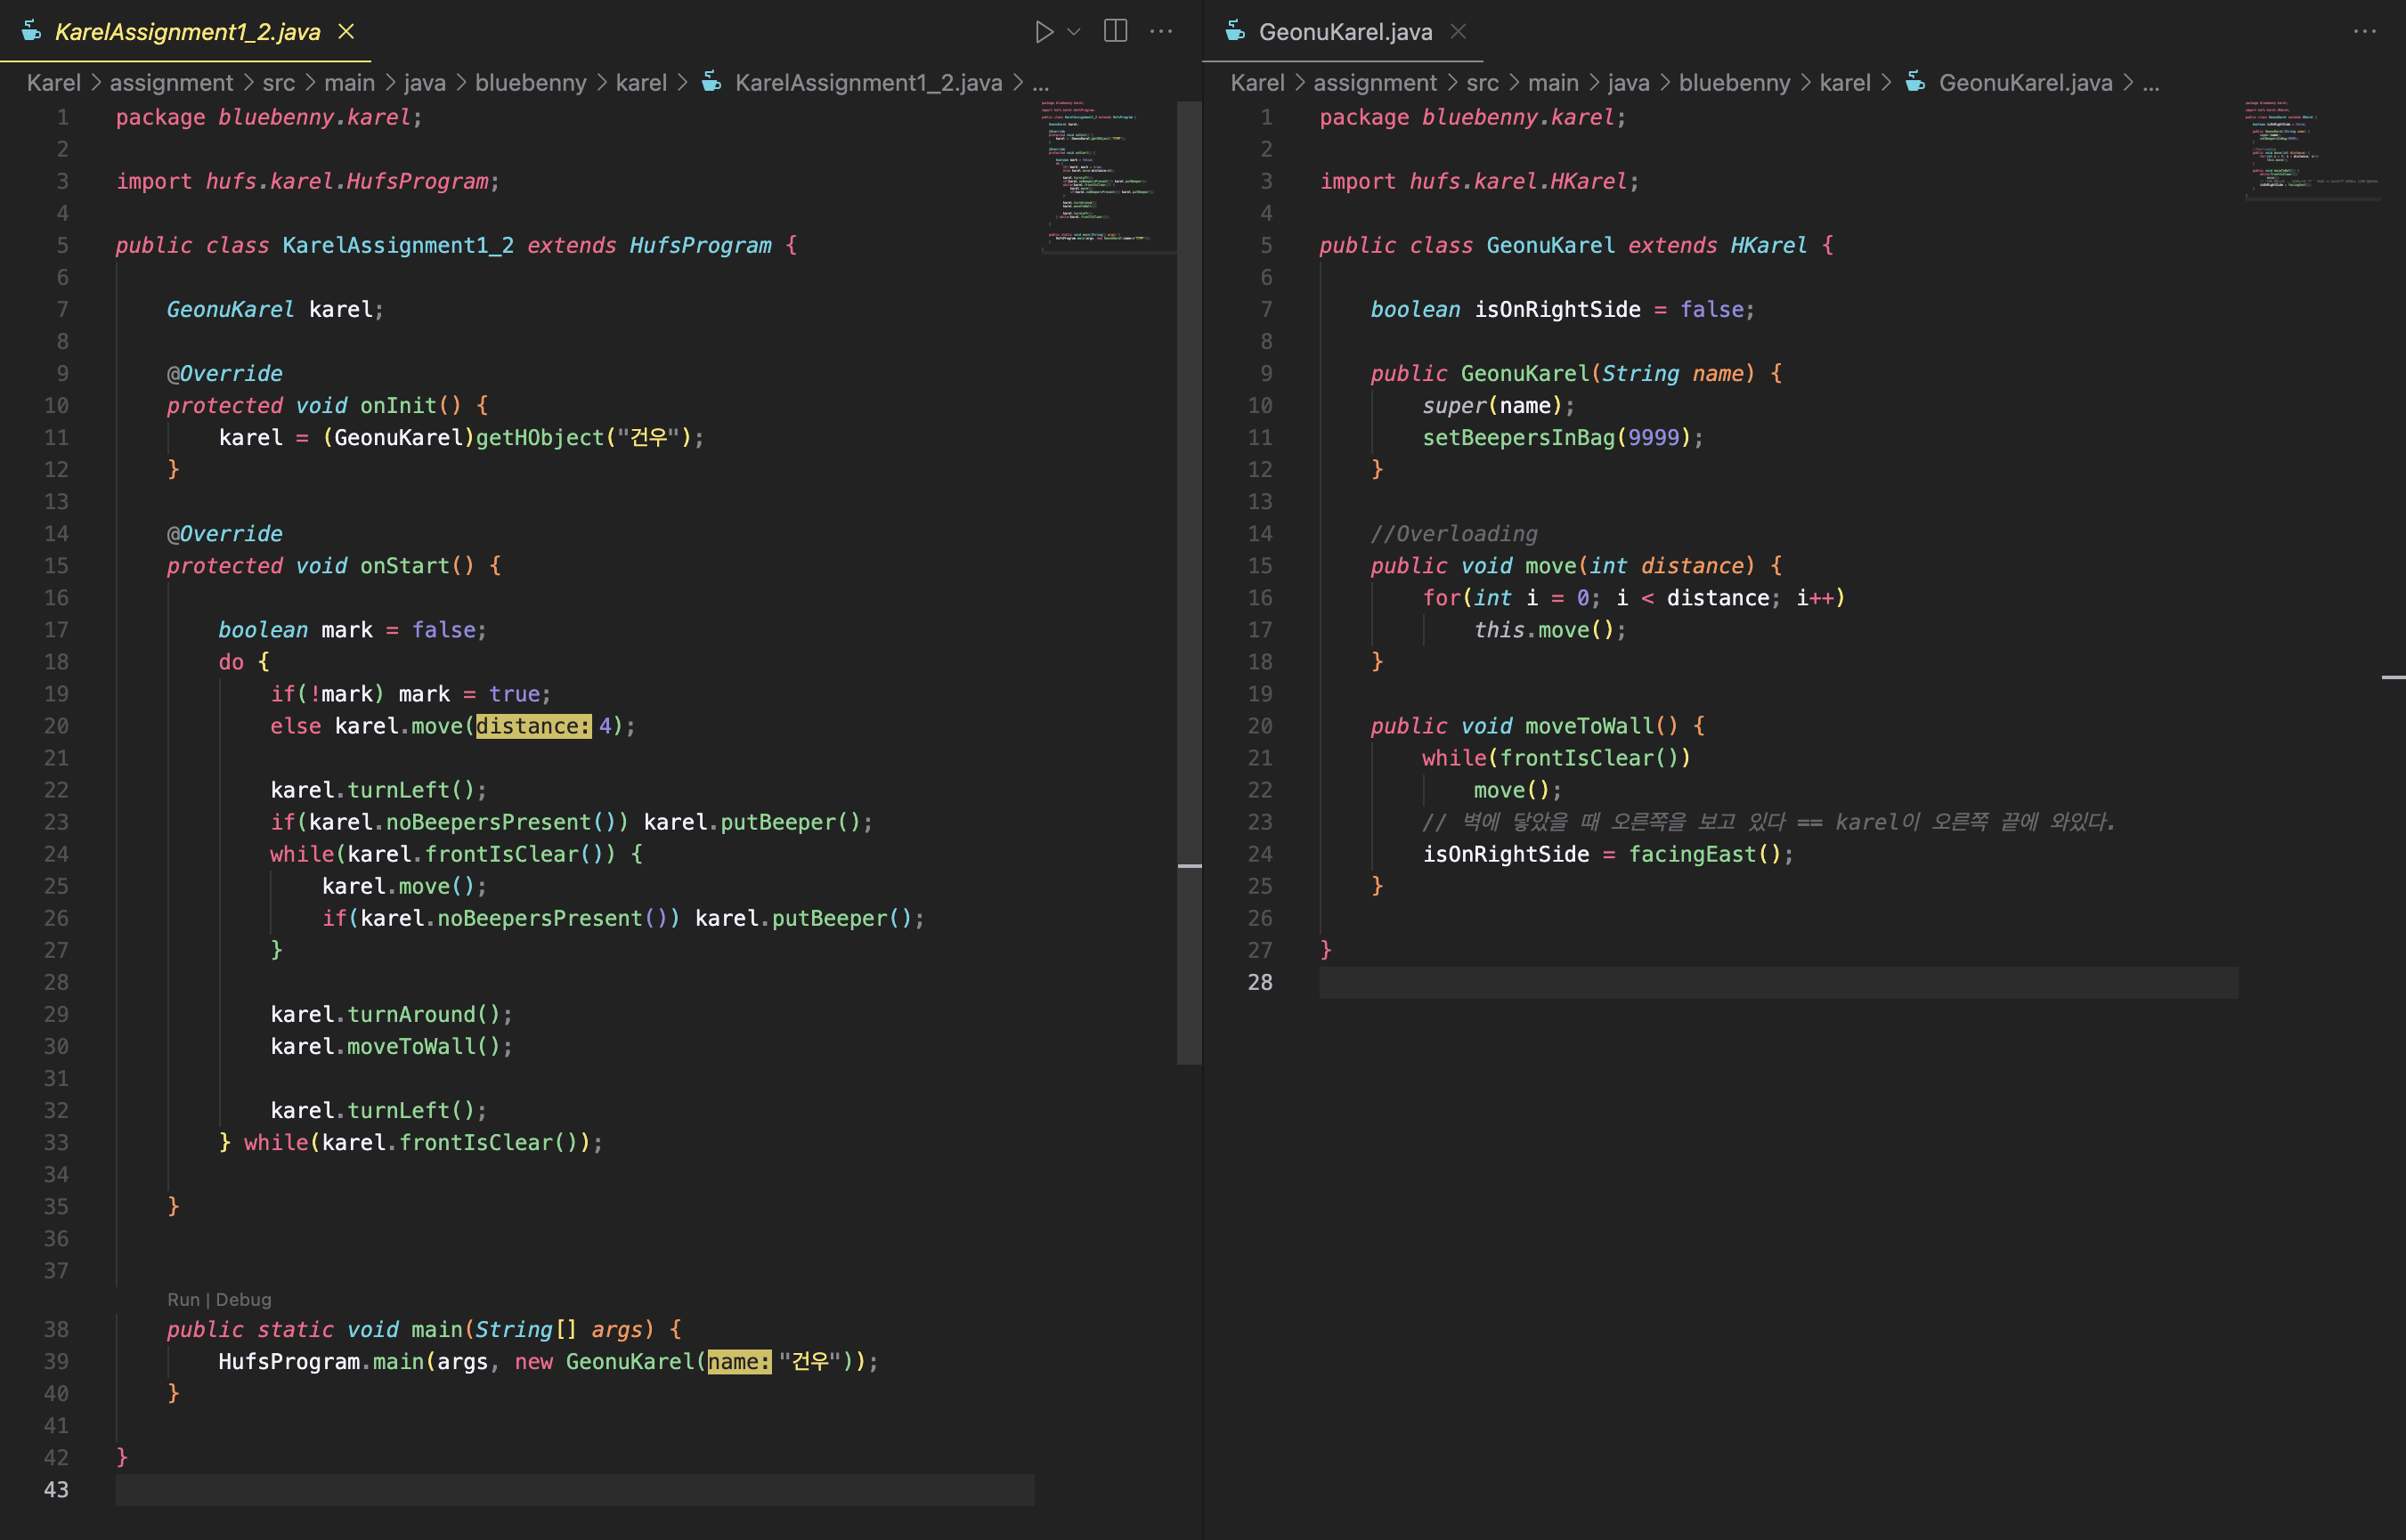 KarelAssignment1_2.java
Karel > assignment > src > main > java > bluebenny > karel > KarelAssignment1_2.java > ...
1 package bluebenny.karel;
2
3 import hufs.karel.HufsProgram;
4
5 public class KarelAssignment1_2 extends HufsProgram {
6
7 GeonuKarel karel;
8
9 @Override
10 protected void onInit() {
11 karel = (GeonuKarel)getHObject("건우");
12 }
13
14 @Override
15 protected void onStart() {
16
17 boolean mark = false;
18 do {
19 if(!mark) mark = true;
20 else karel.move(distance: 4);
21
22 karel.turnLeft();
23 if(karel.noBeepersPresent()) karel.putBeeper();
24 while(karel.frontIsClear()) {
25 karel.move();
26 if(karel.noBeepersPresent()) karel.putBeeper();
27 }
28
29 karel.turnAround();
30 karel.moveToWall();
31
32 karel.turnLeft();
33 } while(karel.frontIsClear());
34
35 }
36
37
Run | Debug
38 public static void main(String[] args) {
39 HufsProgram.main(args, new GeonuKarel(name: "건우"));
40 }
41
42 }
43
GeonuKarel.java
Karel > assignment > src > main > java > bluebenny > karel > GeonuKarel.java > ...
1 package bluebenny.karel;
2
3 import hufs.karel.HKarel;
4
5 public class GeonuKarel extends HKarel {
6
7 boolean isOnRightSide = false;
8
9 public GeonuKarel(String name) {
10 super(name);
11 setBeepersInBag(9999);
12 }
13
14 //Overloading
15 public void move(int distance) {
16 for(int i = 0; i < distance; i++)
17 this.move();
18 }
19
20 public void moveToWall() {
21 while(frontIsClear())
22 move();
23 // 벽에 닿았을 때 오른쪽을 보고 있다 == karel이 오른쪽 끝에 와있다.
24 isOnRightSide = facingEast();
25 }
26
27 }
28